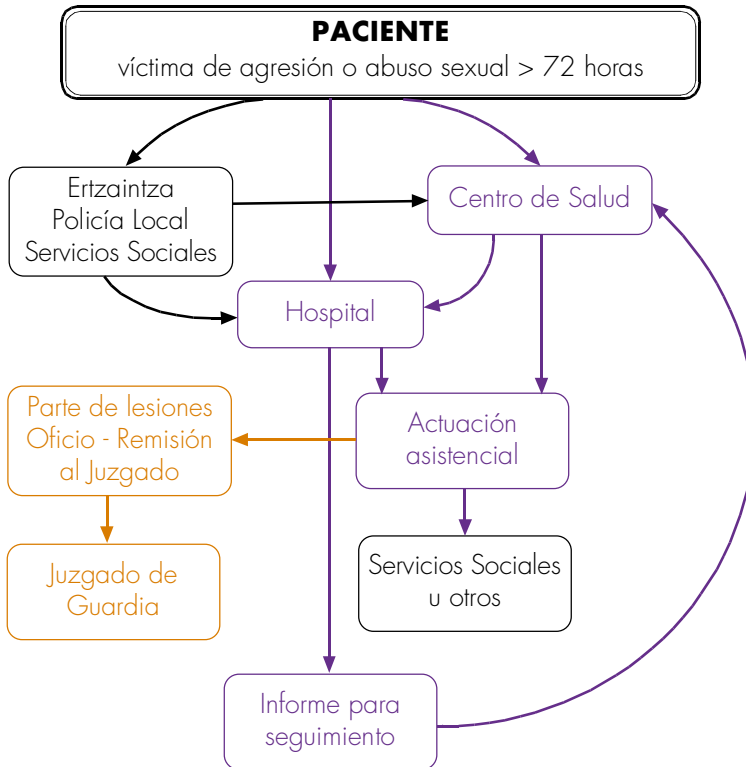 PACIENTE
víctima de agresión o abuso sexual > 72 horas
Ertzaintza
Policía Local
Servicios Sociales
Centro de Salud
Hospital
Parte de lesiones
Oficio - Remisión
al Juzgado
Actuación
asistencial
Juzgado de
Guardia
Servicios Sociales
u otros
Informe para
seguimiento